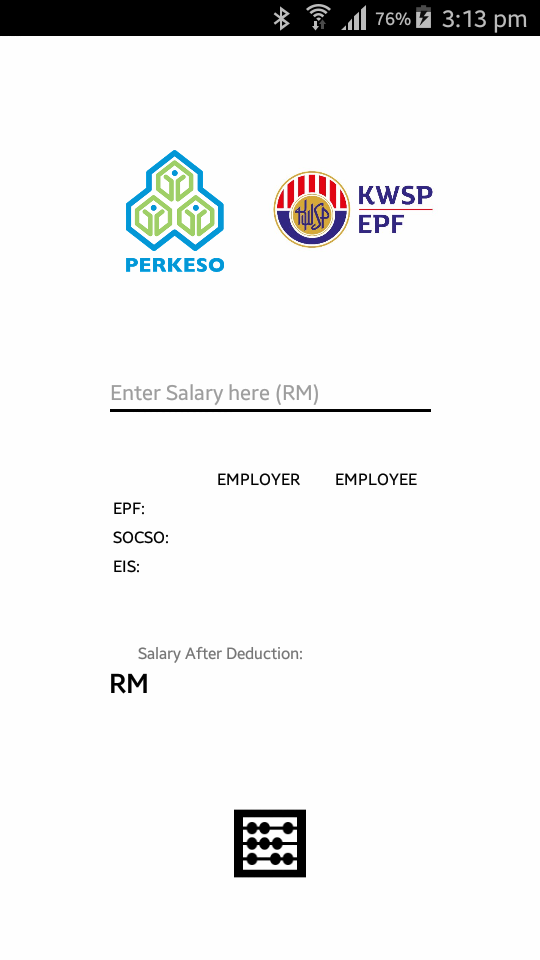 76% 3:13 pm
PERKESO
KWSP
KWSP
EPF
Enter Salary here (RM)
EMPLOYER EMPLOYEE
EPF:
SOCSO:
EIS:
Salary After Deduction:
RM